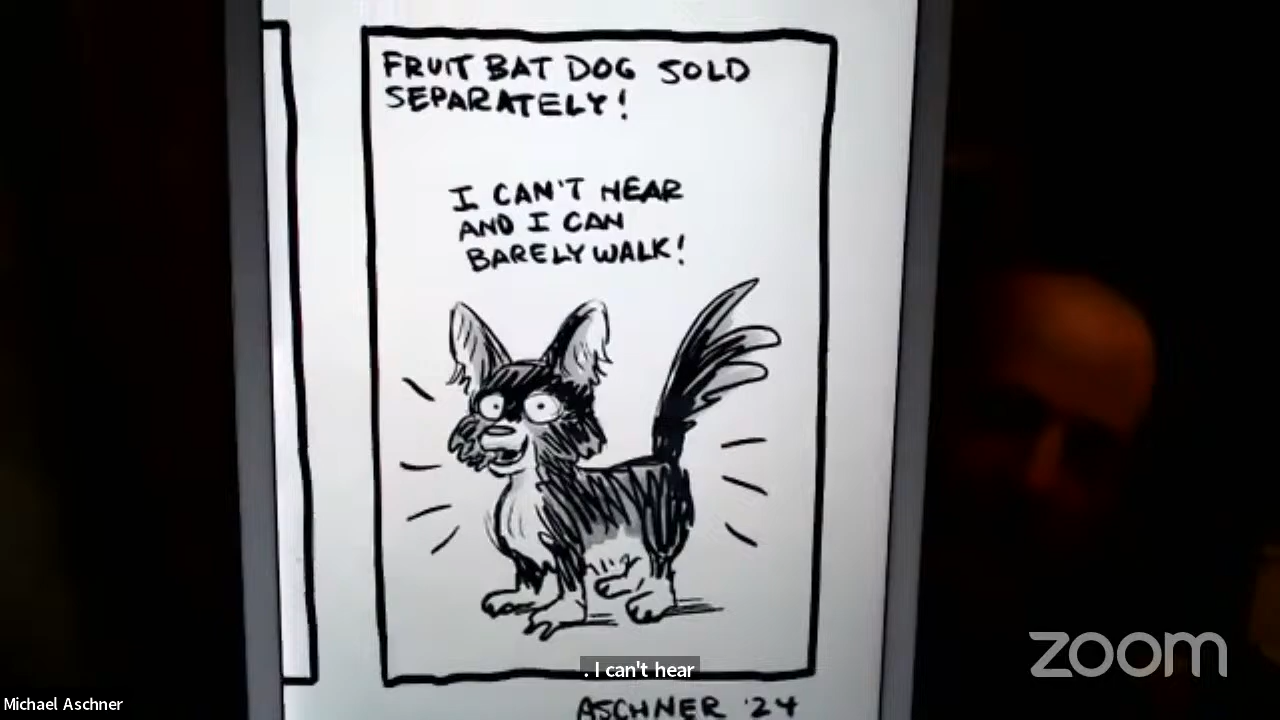 FRUIT BAT DOG SOLD
SEPARATELY!
I CAN'T HEAR
AND I CAN
BARELY WALK!
. I can't hear
ASCHNER '24
Michael Aschner
zoom